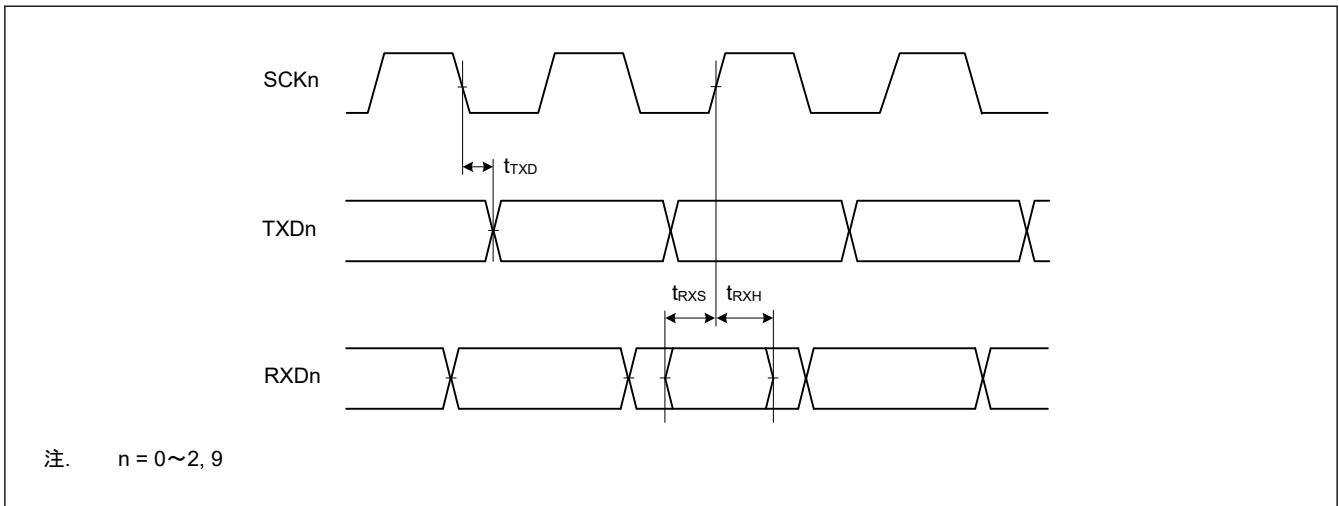 SCKn
tTXD
TXDn
tRXS tRXH
RXDn
注. n = 0～2, 9